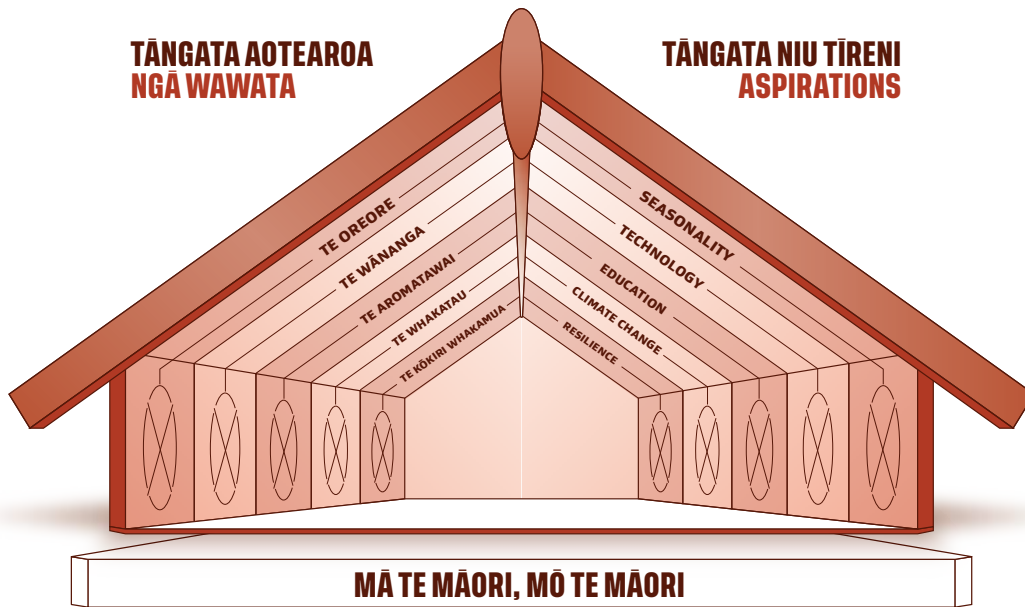 TĀNGATA AOTEAROA
NGĀ WAWATA
TĀNGATA NIU TĪRENI
ASPIRATIONS
TE OREORE
TE WĀNANGA
TE AROMATAWAI
TE WHAKATAU
TE KŌKIRI WHAKAMUA
SEASONALITY
TECHNOLOGY
EDUCATION
CLIMATE CHANGE
RESILIENCE
MĀ TE MĀORI, MŌ TE MĀORI